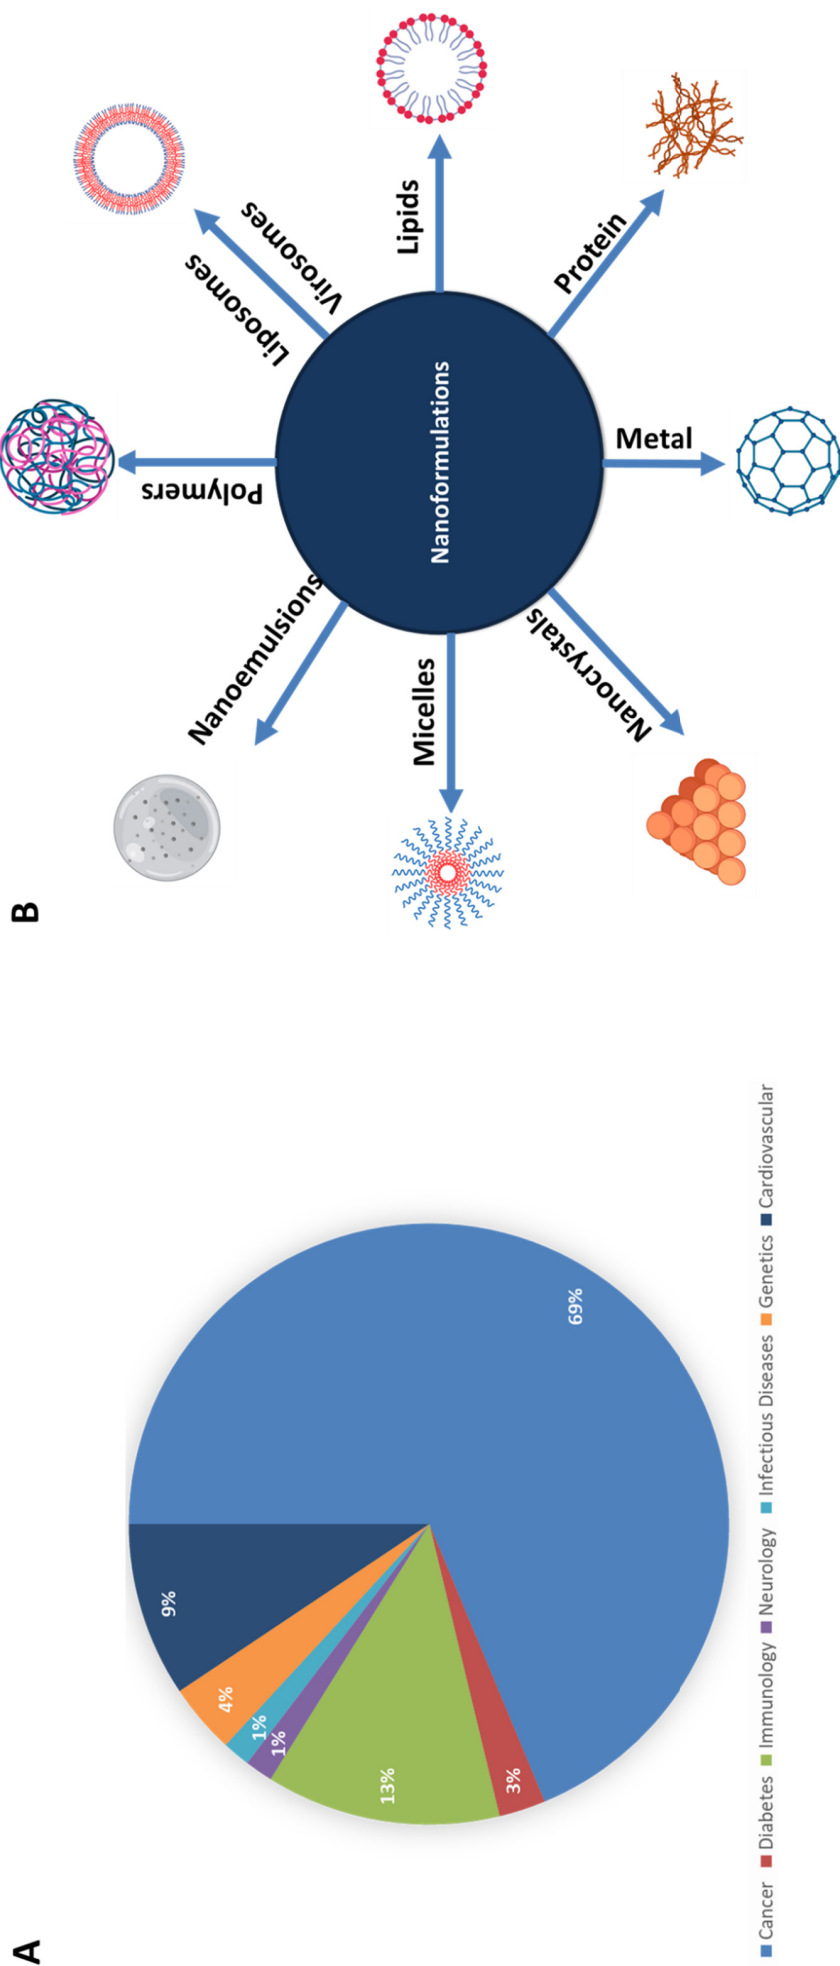 A
69%
3%
13%
1%
1%
4%
9%
Cancer Diabetes Immunology Neurology Infectious Diseases Genetics Cardiovascular
B
Nanoformulations
Polymers
Liposomes
Virosomes
Lipids
Protein
Metal
Nanocrystals
Micelles
Nanoemulsions